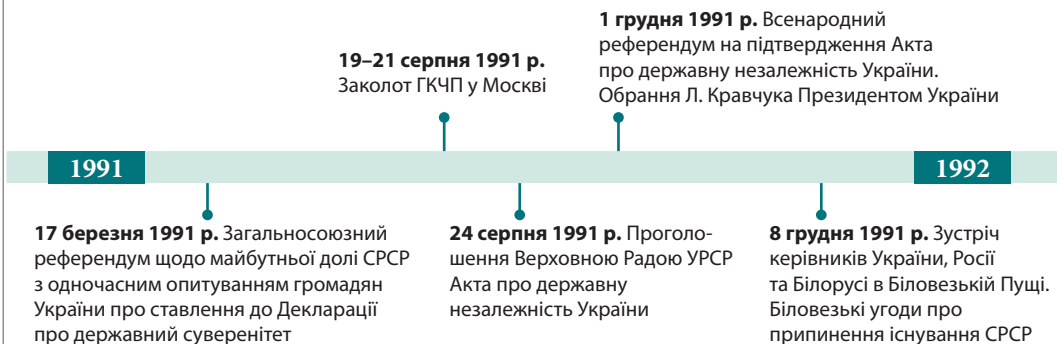 1 грудня 1991 р. Всенародний
референдум на підтвердження Акта
про державну незалежність України.
Обрання Л. Кравчука Президентом України
19–21 серпня 1991 р.
Заколот ГКЧП у Москві
1991
1992
17 березня 1991 р. Загальносоюзний
референдум щодо майбутньої долі СРСР
з одночасним опитуванням громадян
України про ставлення до Декларації
про державний суверенітет
24 серпня 1991 р. Проголо-
шення Верховною Радою УРСР
Акта про державну
незалежність України
8 грудня 1991 р. Зустріч
керівників України, Росії
та Білорусі в Біловезькій Пущі.
Біловезькі угоди про
припинення існування СРСР